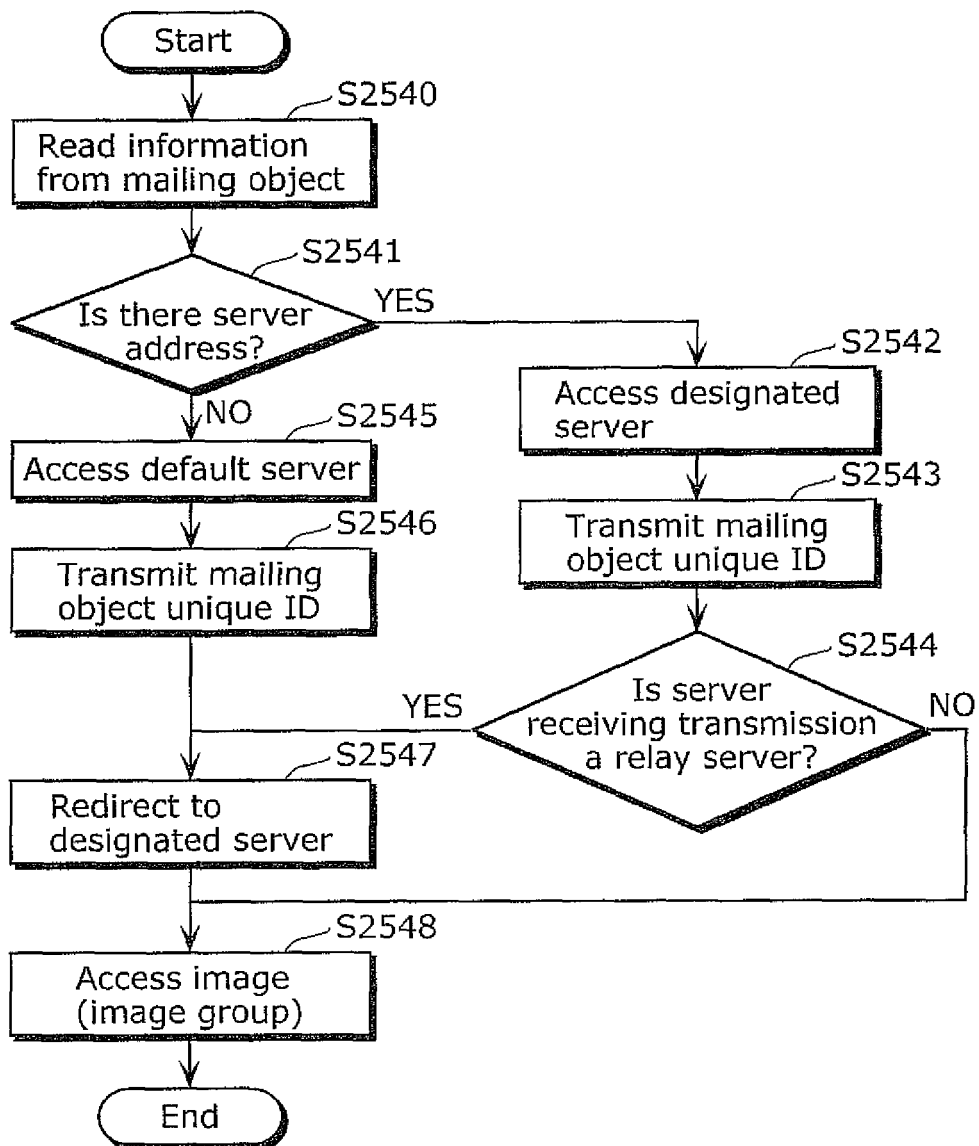 Start
S2540
Read information
from mailing object
S2541
Is there server
address?
YES
NO
S2542
Access designated
server
S2545
Access default server
S2543
Transmit mailing
object unique ID
S2546
Transmit mailing
object unique ID
S2544
Is server
receiving transmission
a relay server?
YES
NO
S2547
Redirect to
designated server
S2548
Access image
(image group)
End